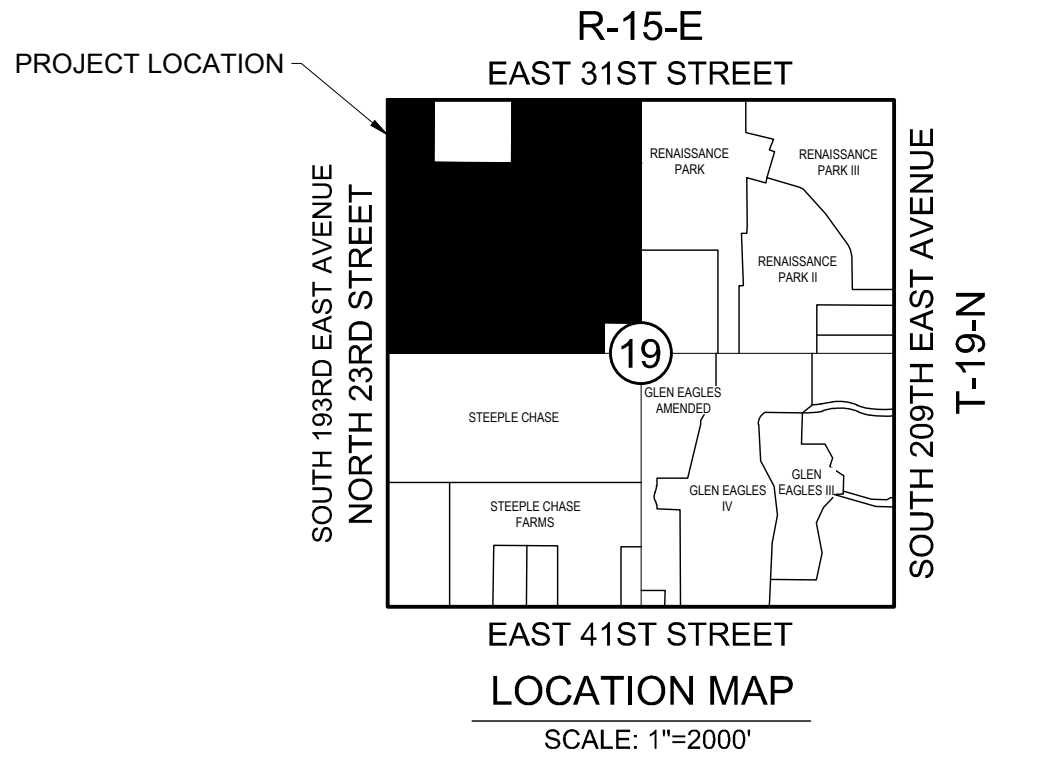 R-15-E
PROJECT LOCATION
EAST 31ST STREET
SOUTH 193RD EAST AVENUE
NORTH 23RD STREET
RENAISSANCE
PARK
RENAISSANCE
PARK III
RENAISSANCE
PARK II
SOUTH 209TH EAST AVENUE
T-19-N
19
STEEPLE CHASE
GLEN EAGLES
AMENDED
STEEPLE CHASE
FARMS
GLEN EAGLES
IV
GLEN
EAGLES III
EAST 41ST STREET
LOCATION MAP
SCALE: 1"=2000'